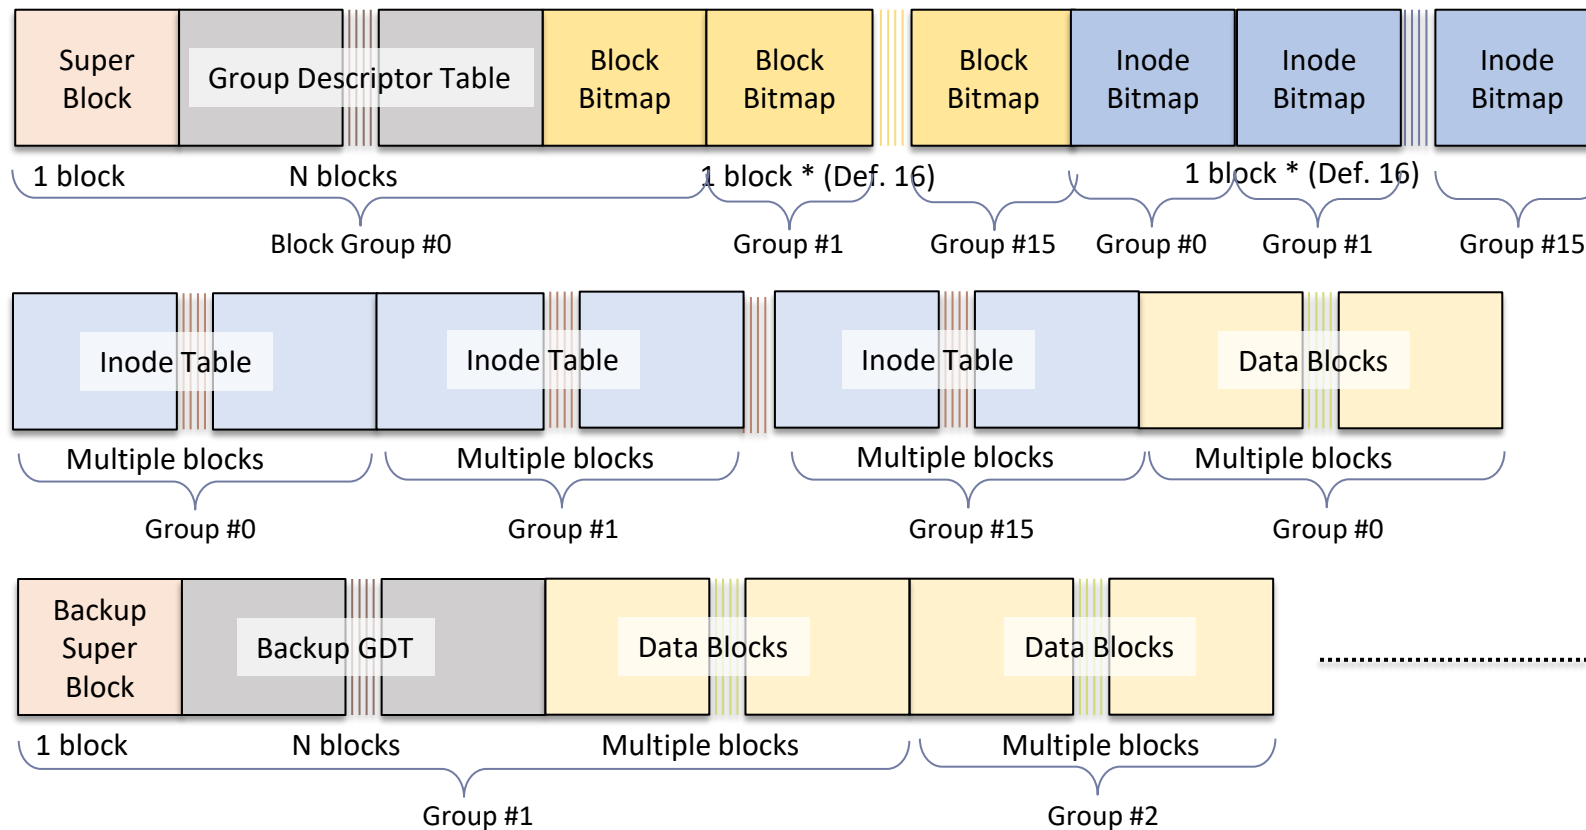 Super
Block
Group Descriptor Table
Block
Bitmap
Block
Bitmap
Block
Bitmap
Inode
Bitmap
Inode
Bitmap
Inode
Bitmap
1 block
N blocks
1 block * (Def. 16)
1 block * (Def. 16)
Block Group #0
Group #1
Group #15
Group #0
Group #1
Group #15
Inode Table
Inode Table
Inode Table
Data Blocks
Multiple blocks
Multiple blocks
Multiple blocks
Multiple blocks
Group #0
Group #1
Group #15
Group #0
Backup
Super
Block
Backup GDT
Data Blocks
Data Blocks
1 block
N blocks
Multiple blocks
Multiple blocks
Group #1
Group #2